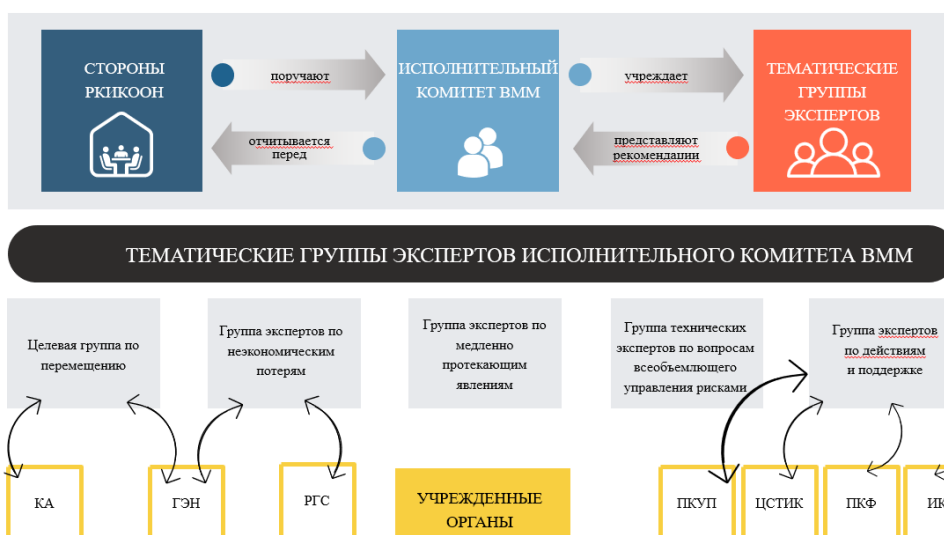 СТОРОНЫ
РКИКООН
поручают
отчитывается
перед
ИСПОЛНИТЕЛЬНЫЙ
КОМИТЕТ ВММ
учреждает
представляют
рекомендации
ТЕМАТИЧЕСКИЕ
ГРУППЫ
ЭКСПЕРТОВ
ТЕМАТИЧЕСКИЕ ГРУППЫ ЭКСПЕРТОВ ИСПОЛНИТЕЛЬНОГО КОМИТЕТА ВММ
Целевая группа по
перемещению
Группа экспертов по
неэкономическим
потерям
Группа экспертов по
медленно
протекающим
явлениям
Группа технических
экспертов по вопросам
всеобъемлющего
управления рисками
Группа экспертов
по действиям
и поддержке
КА
ГЭН
РГС
УЧРЕЖДЕННЫЕ
ОРГАНЫ
ПКУП
ЦСТИК
ПКФ